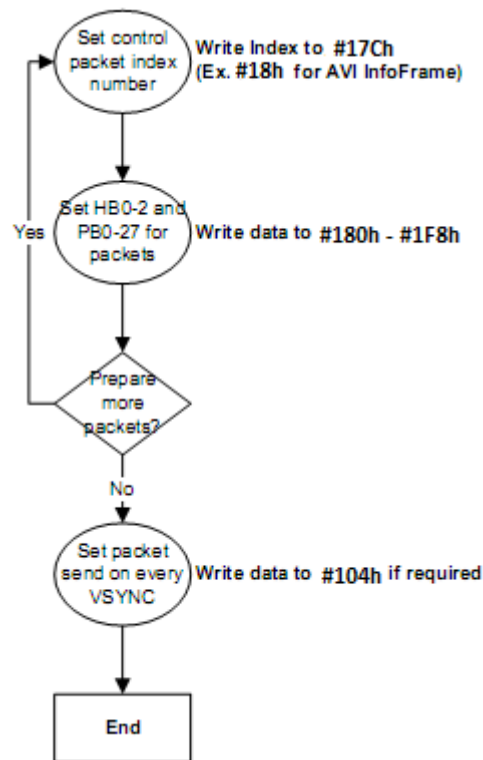 Set control
packet index
number
Write Index to #17Ch
(Ex. #18h for AVI InfoFrame)
Set HB0-2 and
PB0-27 for
packets
Write data to #180h - #1F8h
Yes
Prepare
more
packets?
No
Set packet
send on every
VSYNC
Write data to #104h if required
End